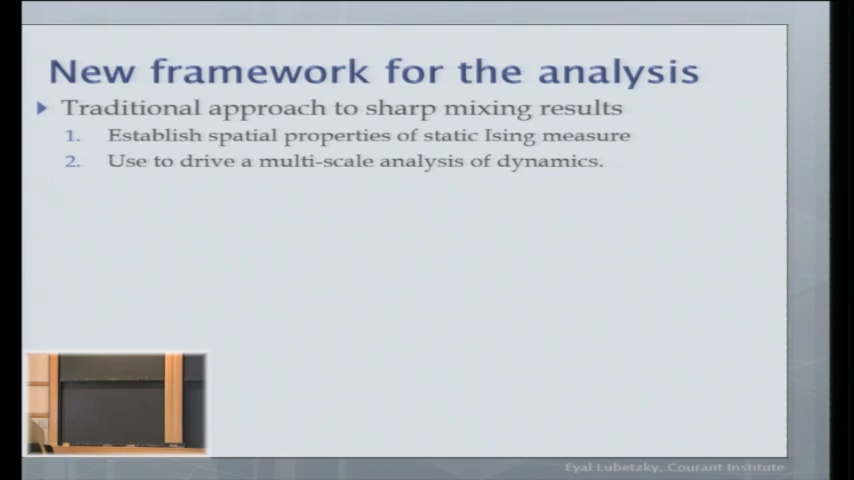 New framework for the analysis
Traditional approach to sharp mixing results
1. Establish spatial properties of static Ising measure
2. Use to drive a multi-scale analysis of dynamics.
Eyal Lubetzky, Courant Institute